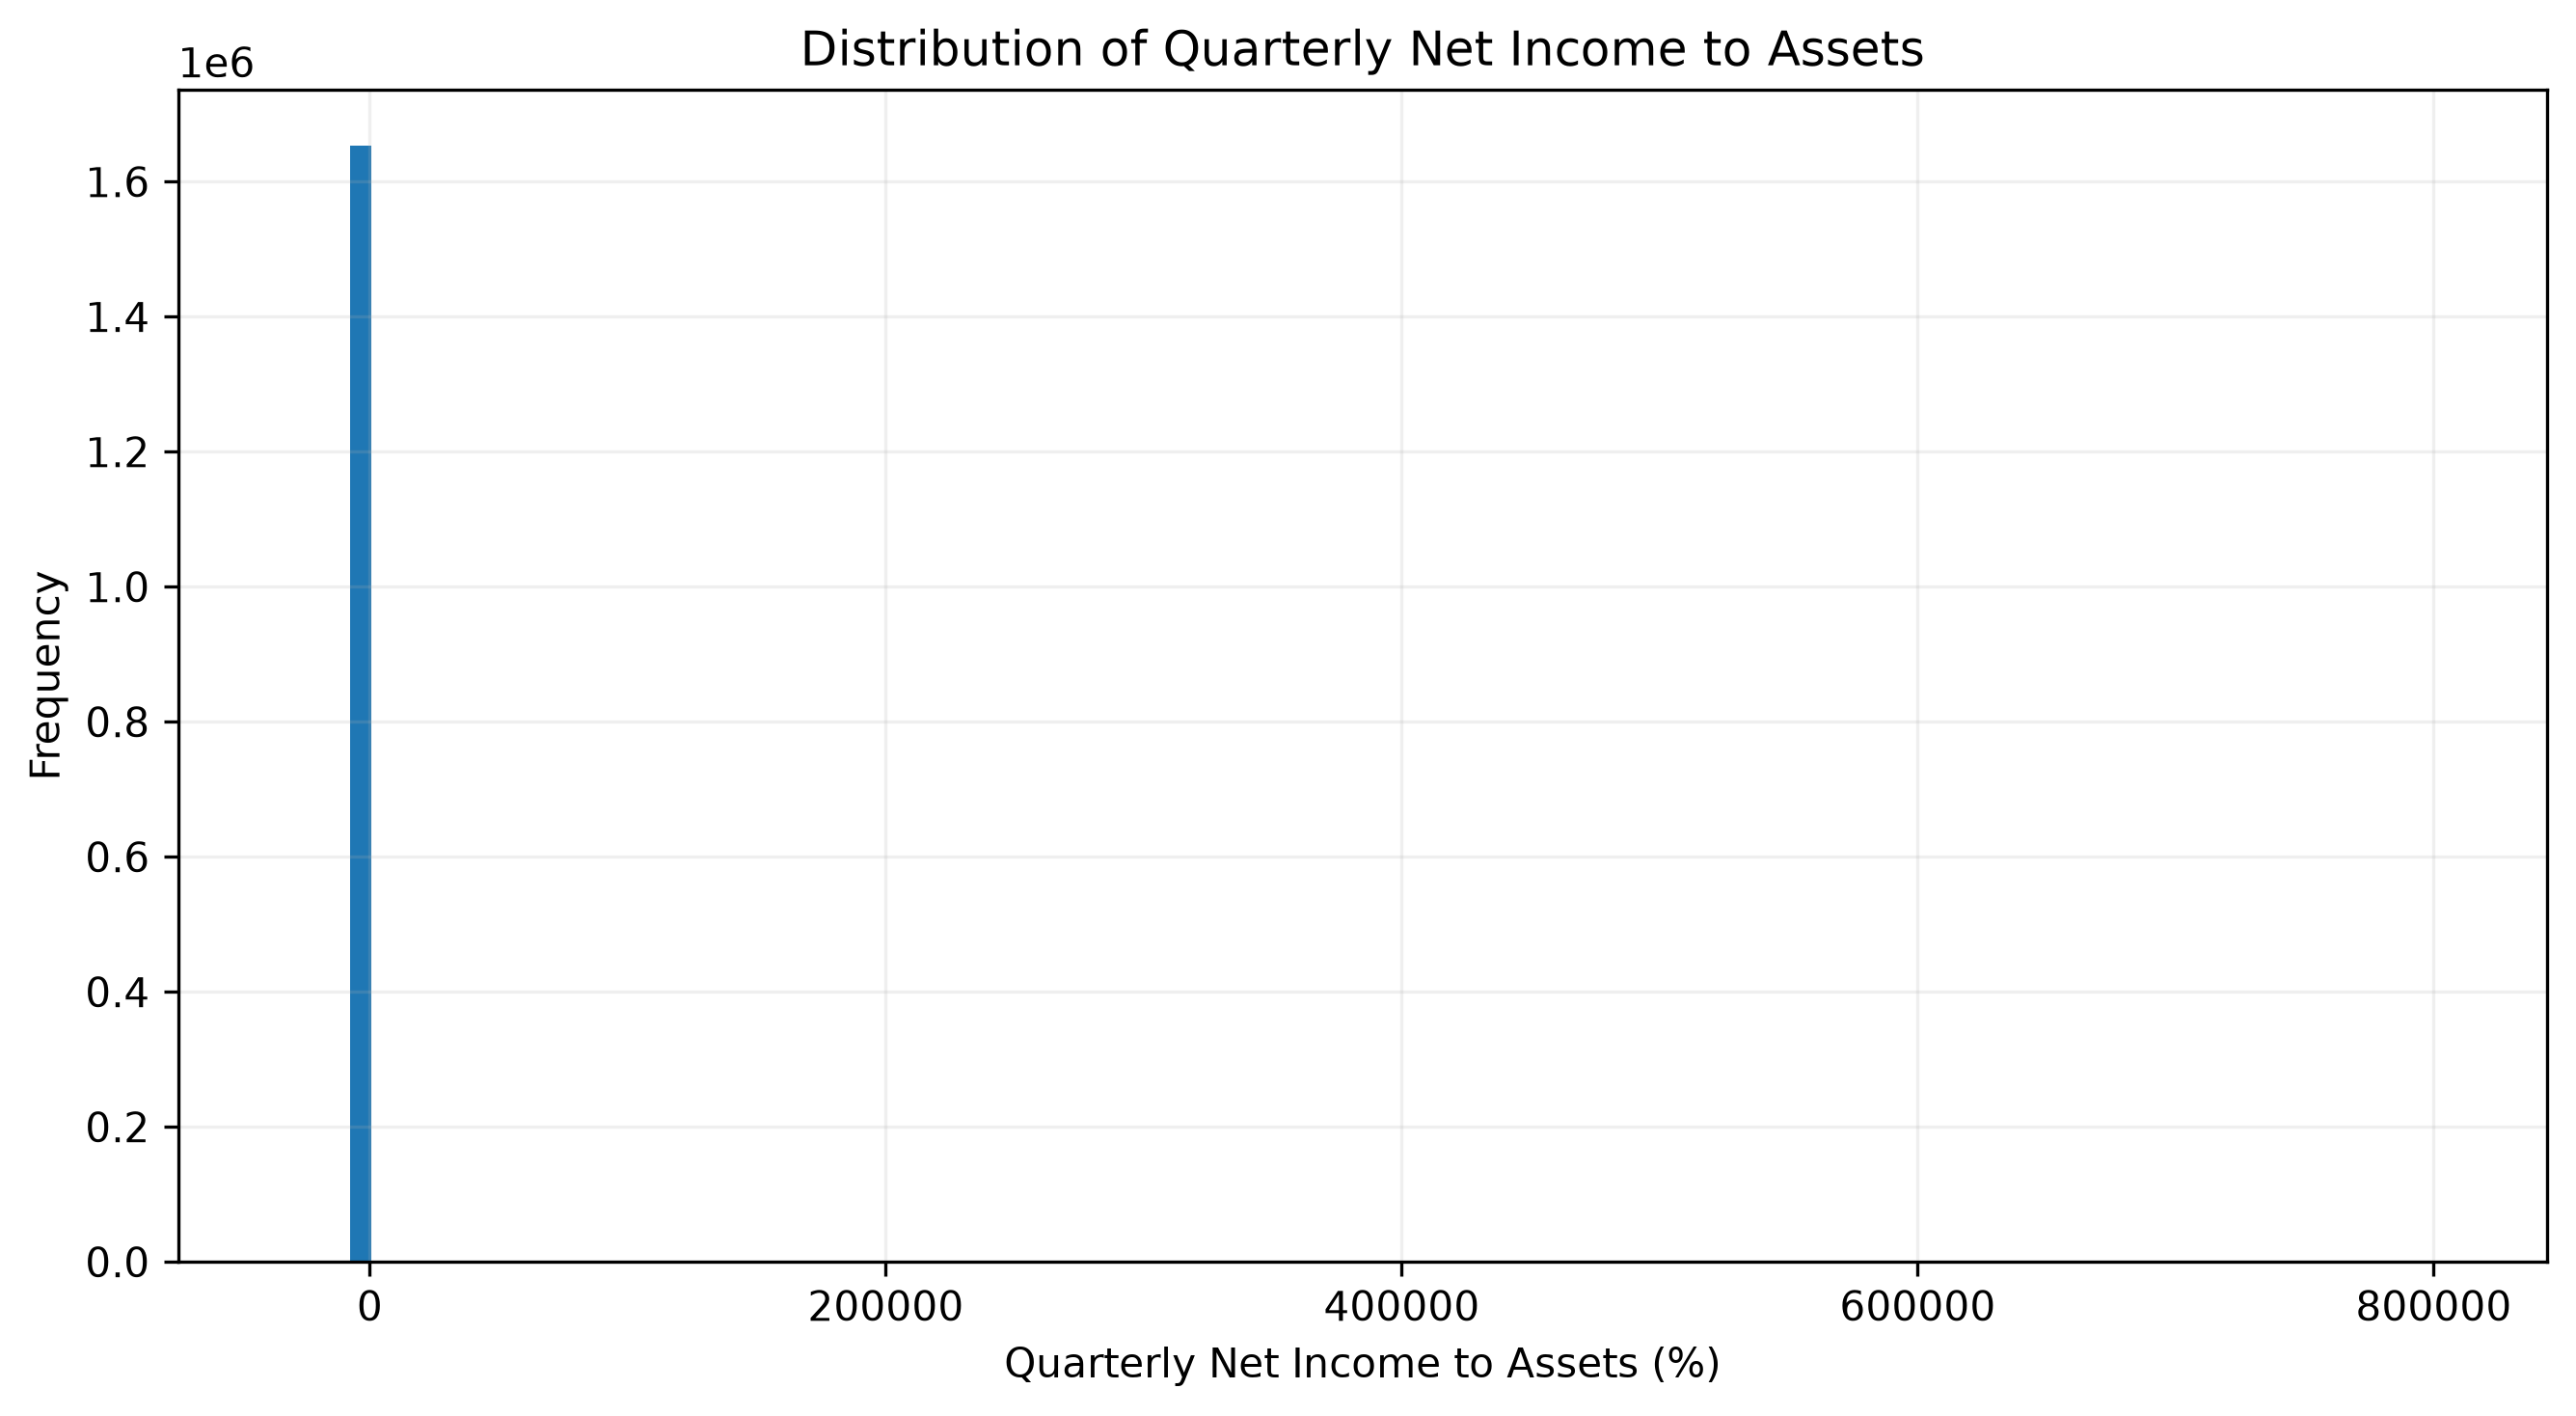 Distribution of Quarterly Net Income to Assets
1e6
1.6
1.4
1.2
1.0
0.8
0.6
0.4
0.2
0.0
Frequency
0 200000 400000 600000 800000
Quarterly Net Income to Assets (%)